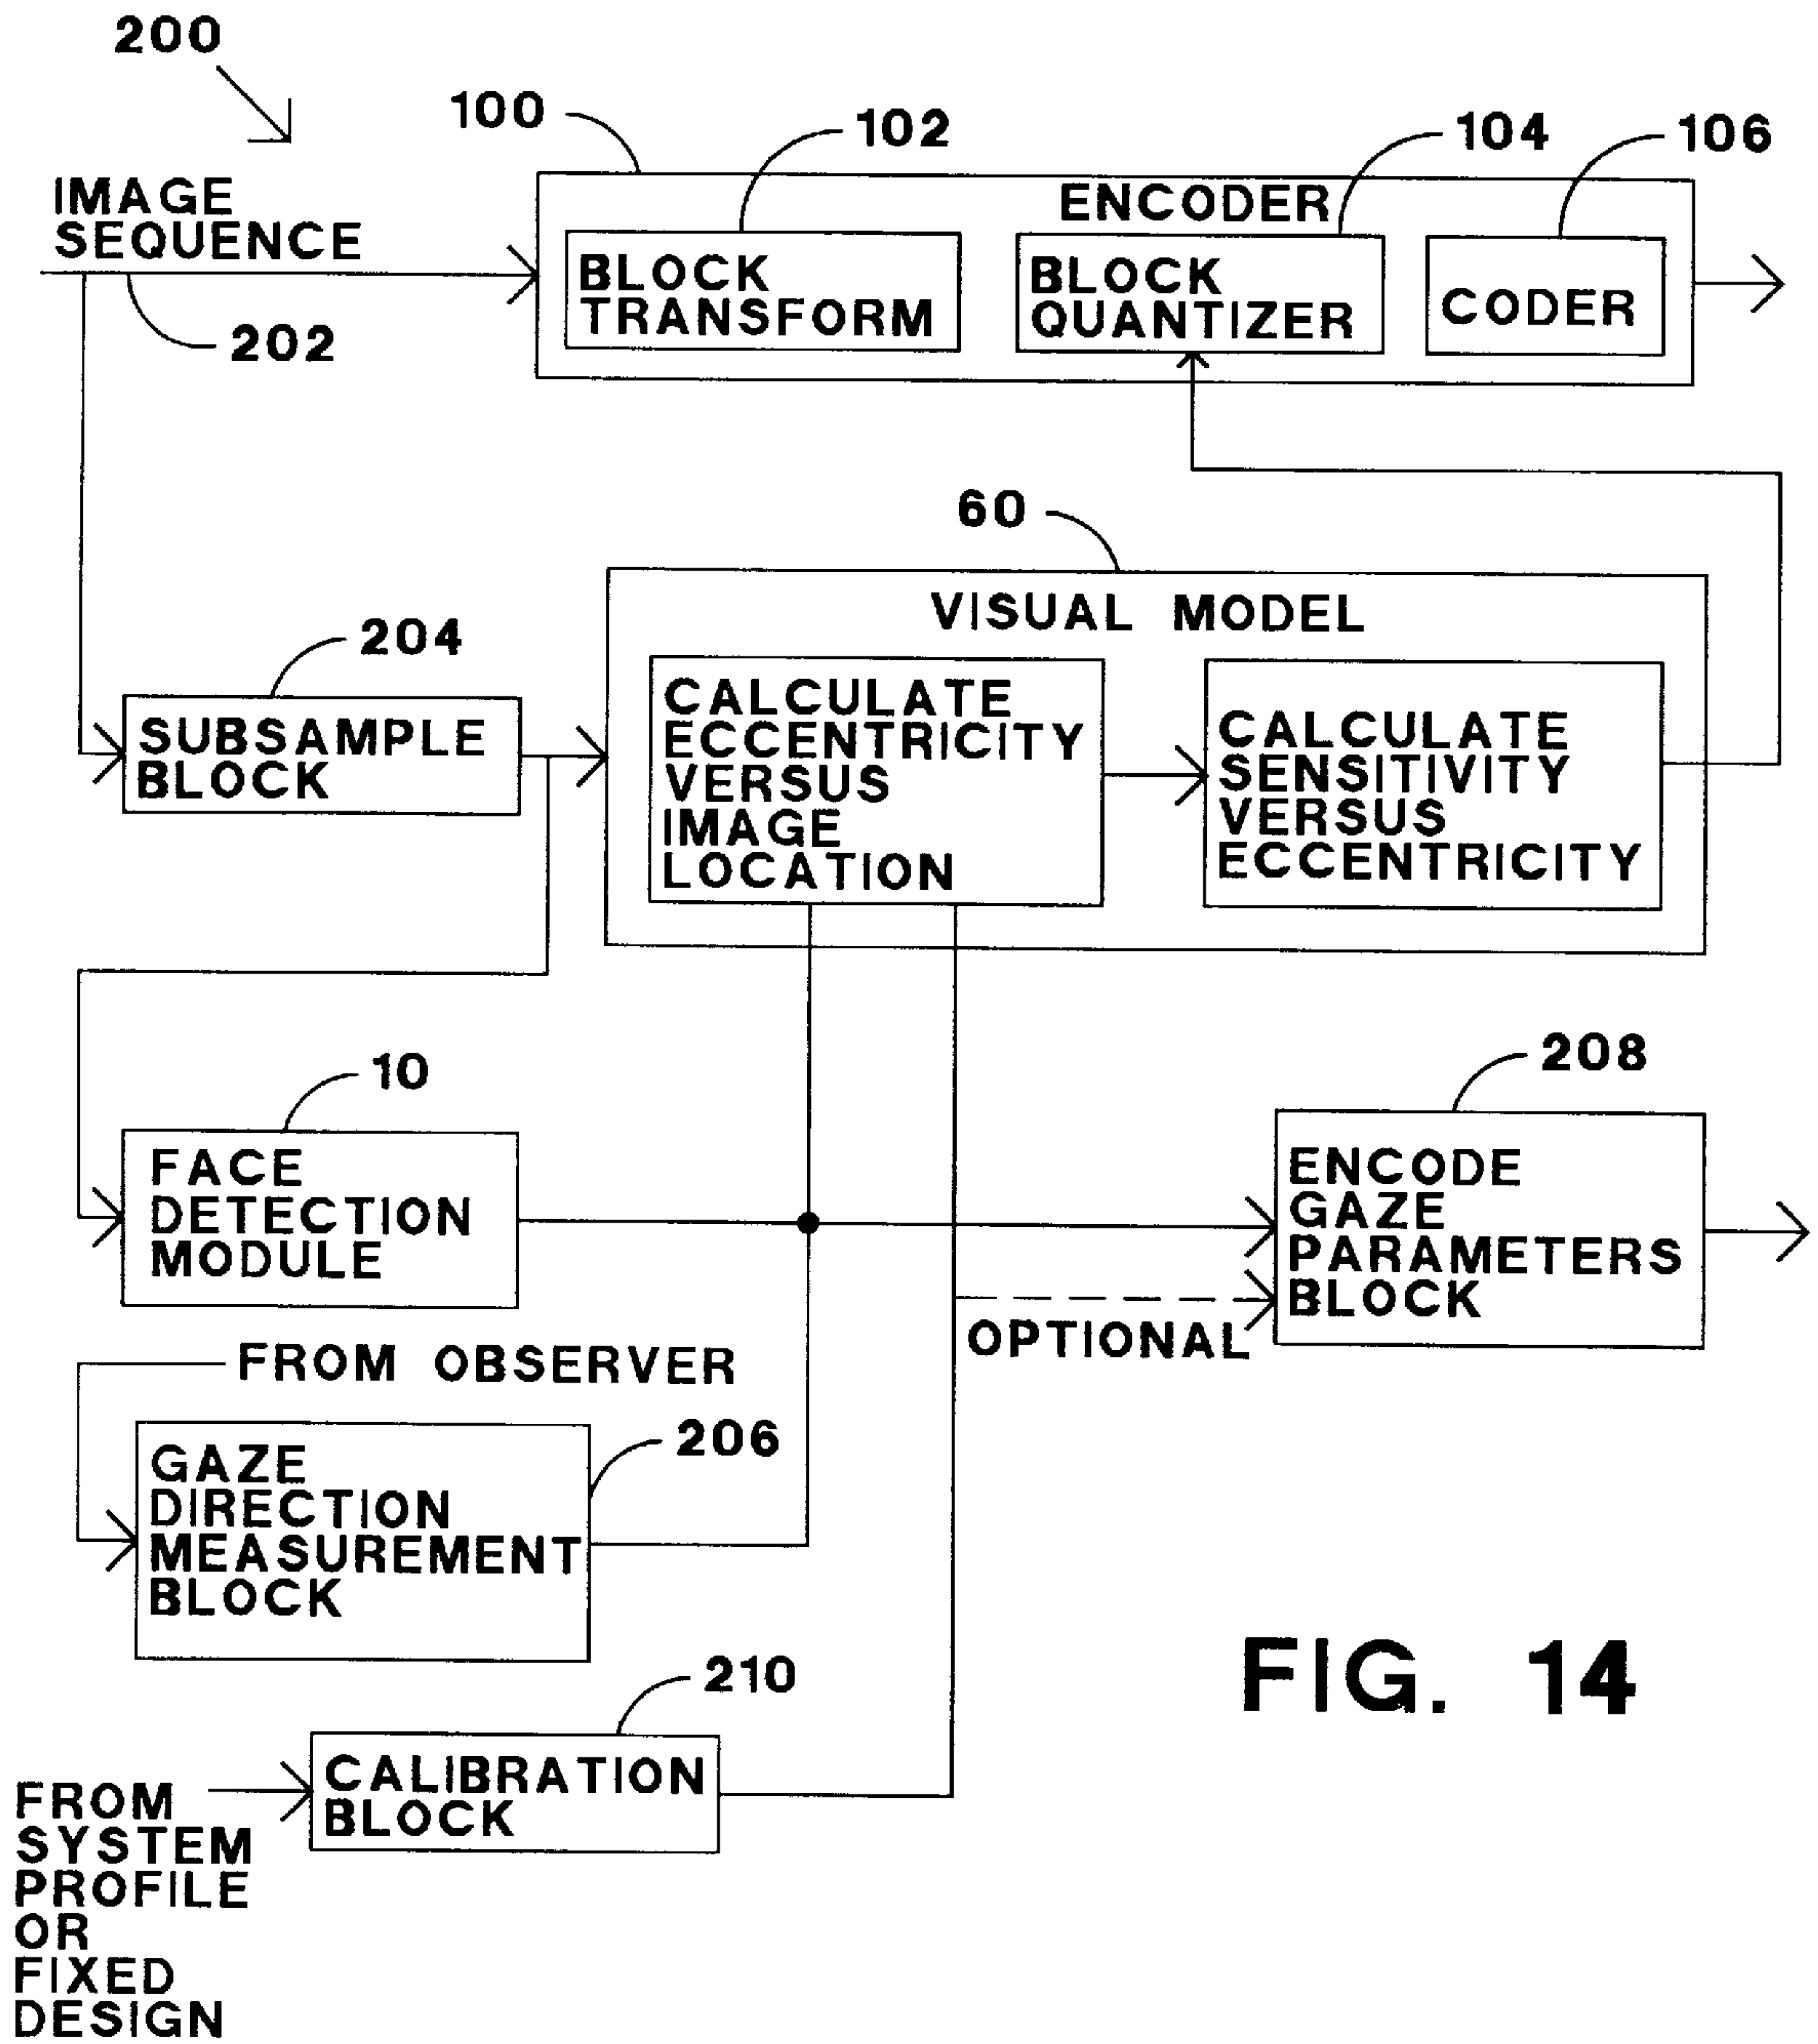 200
100
102
104
106
IMAGE
SEQUENCE
ENCODER
BLOCK
TRANSFORM
BLOCK
QUANTIZER
CODER
202
60
VISUAL MODEL
204
SUBSAMPLE
BLOCK
CALCULATE
ECCENTRICITY
VERSUS
IMAGE
LOCATION
CALCULATE
SENSITIVITY
VERSUS
ECCENTRICITY
10
FACE
DETECTION
MODULE
208
ENCODE
GAZE
PARAMETERS
BLOCK
OPTIONAL
FROM OBSERVER
206
GAZE
DIRECTION
MEASUREMENT
BLOCK
210
CALIBRATION
BLOCK
FROM
SYSTEM
PROFILE
OR
FIXED
DESIGN
FIG. 14